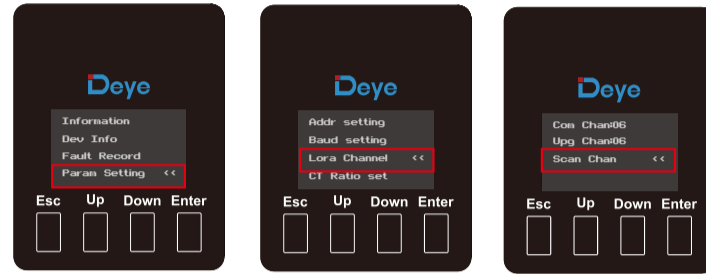 Deye
Information
Dev Info
Fault Record
Param Setting <<
Esc Up Down Enter
Deye
Addr setting
Baud setting
Lora Channel <<
CT Ratio set
Esc Up Down Enter
Deye
Com Chan:06
Upg Chan:06
Scan Chan <<
Esc Up Down Enter